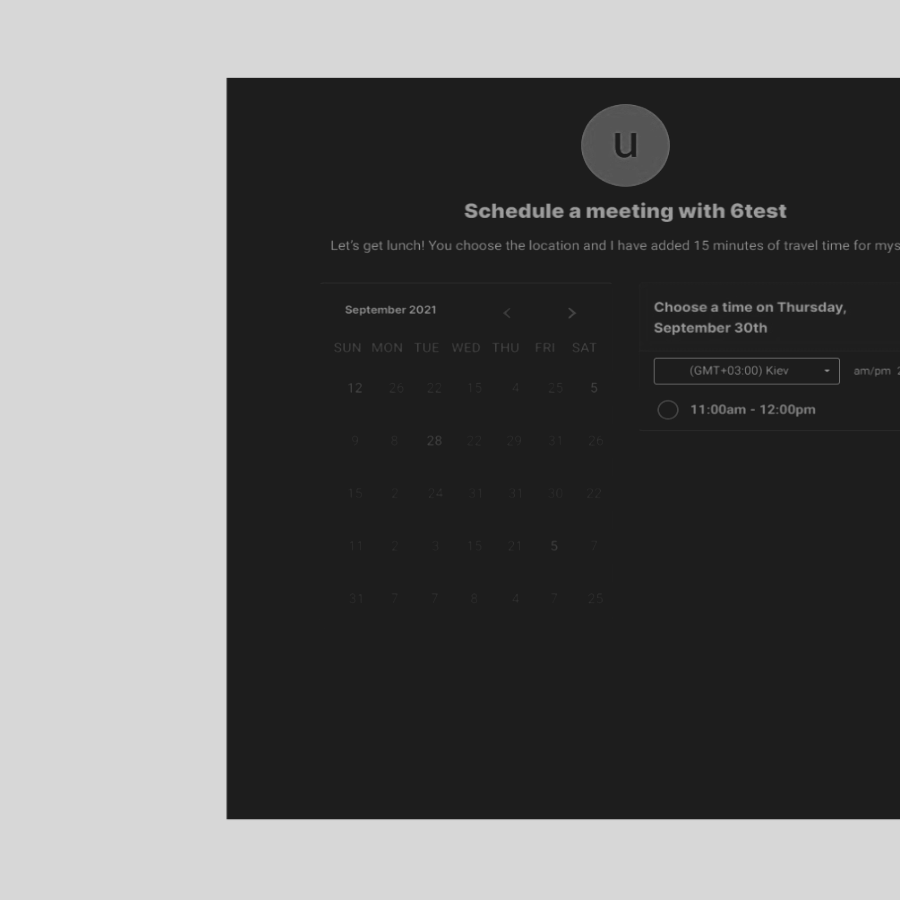 u
Schedule a meeting with 6test
Let's get lunch! You choose the location and I have added 15 minutes of travel time for mys
September 2021
SUN MON TUE WED THU FRI SAT
12 26 22 15 4 25 5
9 8 28 22 29 31 26
15 2 24 31 31 30 22
11 2 3 15 21 5 7
31 7 7 8 4 7 25
Choose a time on Thursday,
September 30th
(GMT+03:00) Kiev
am/pm
11:00am - 12:00pm